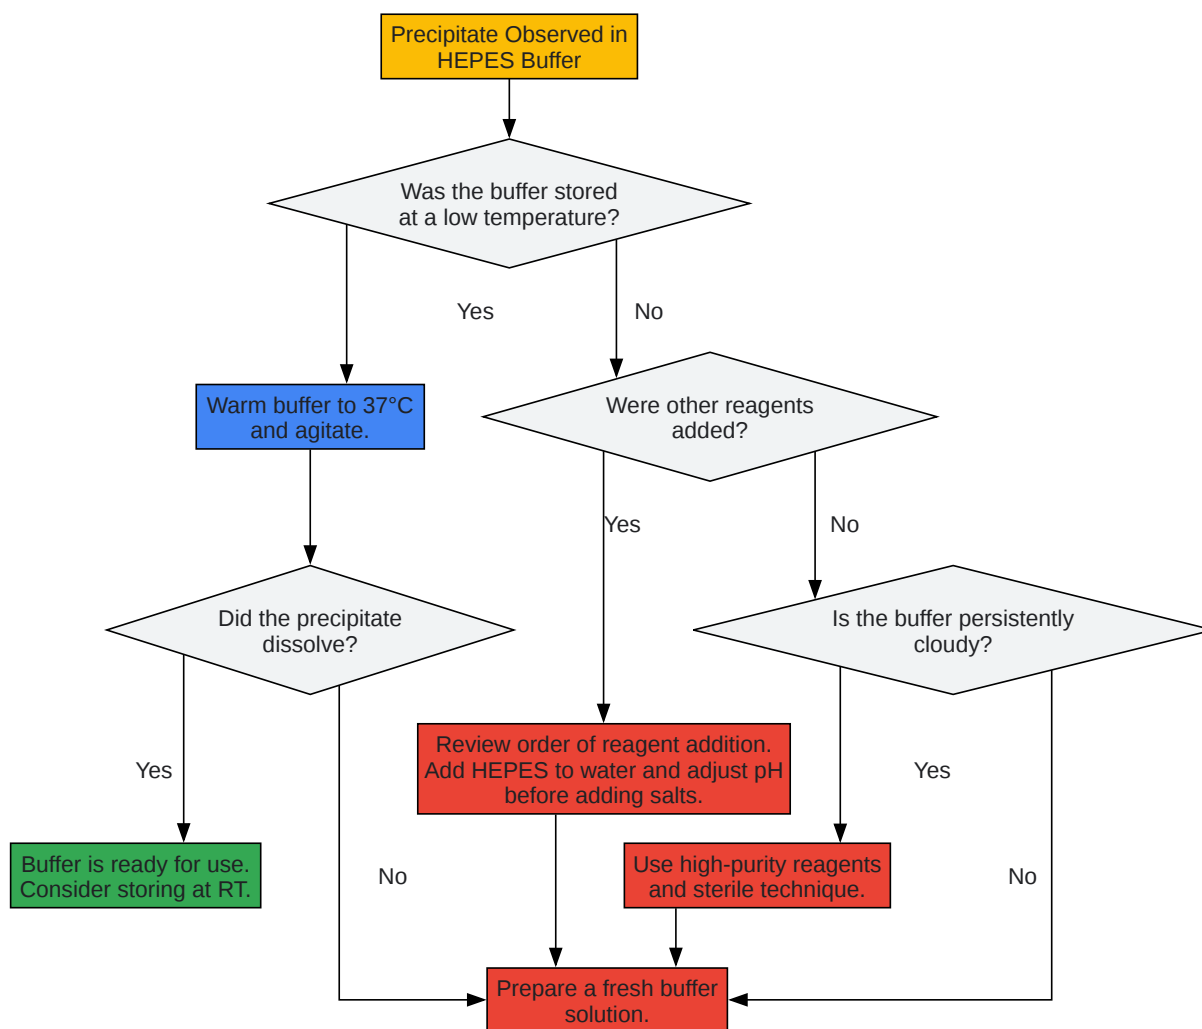 Precipitate Observed in
HEPES Buffer
Was the buffer stored
at a low temperature?
Yes
No
Warm buffer to 37°C
and agitate.
Were other reagents
added?
Yes
No
Did the precipitate
dissolve?
Is the buffer persistently
cloudy?
Review order of reagent addition.
Add HEPES to water and adjust pH
before adding salts.
Yes
Yes
Buffer is ready for use.
Consider storing at RT.
No
Use high-purity reagents
and sterile technique.
No
Prepare a fresh buffer
solution.